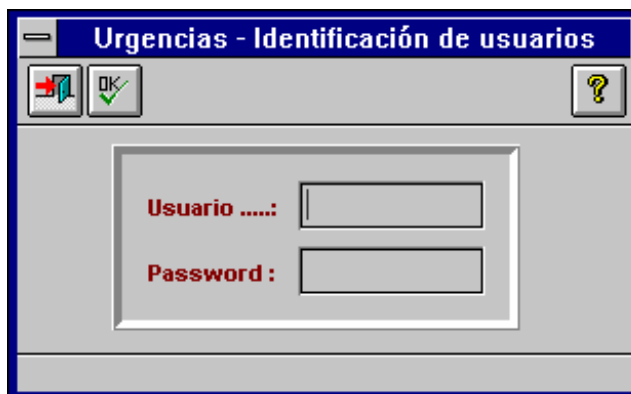 Urgencias - Identificación de usuarios
OK
?
Usuario .....:
Password :